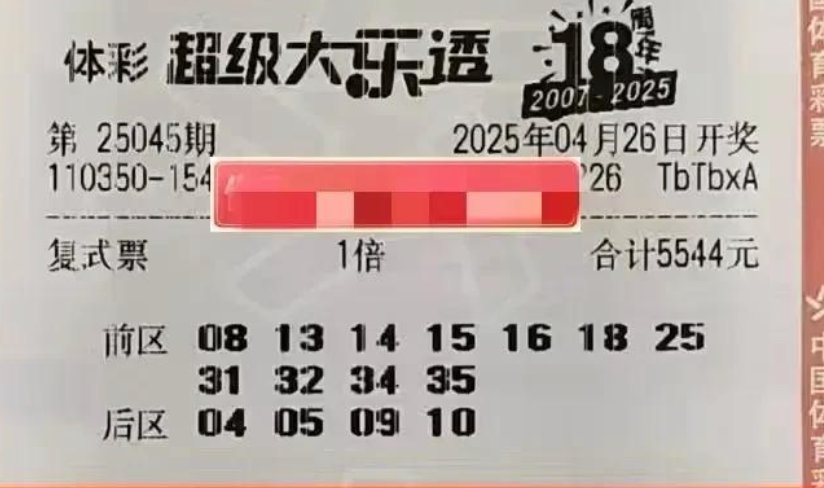 体彩 超级大乐透 18周年
2007-2025
第 25045期 2025年04月26日开奖
110350-154 226 TbTbxA
复式票 1倍 合计5544元
前区 08 13 14 15 16 18 25
31 32 34 35
后区 04 05 09 10
国体育彩票
中国体育彩